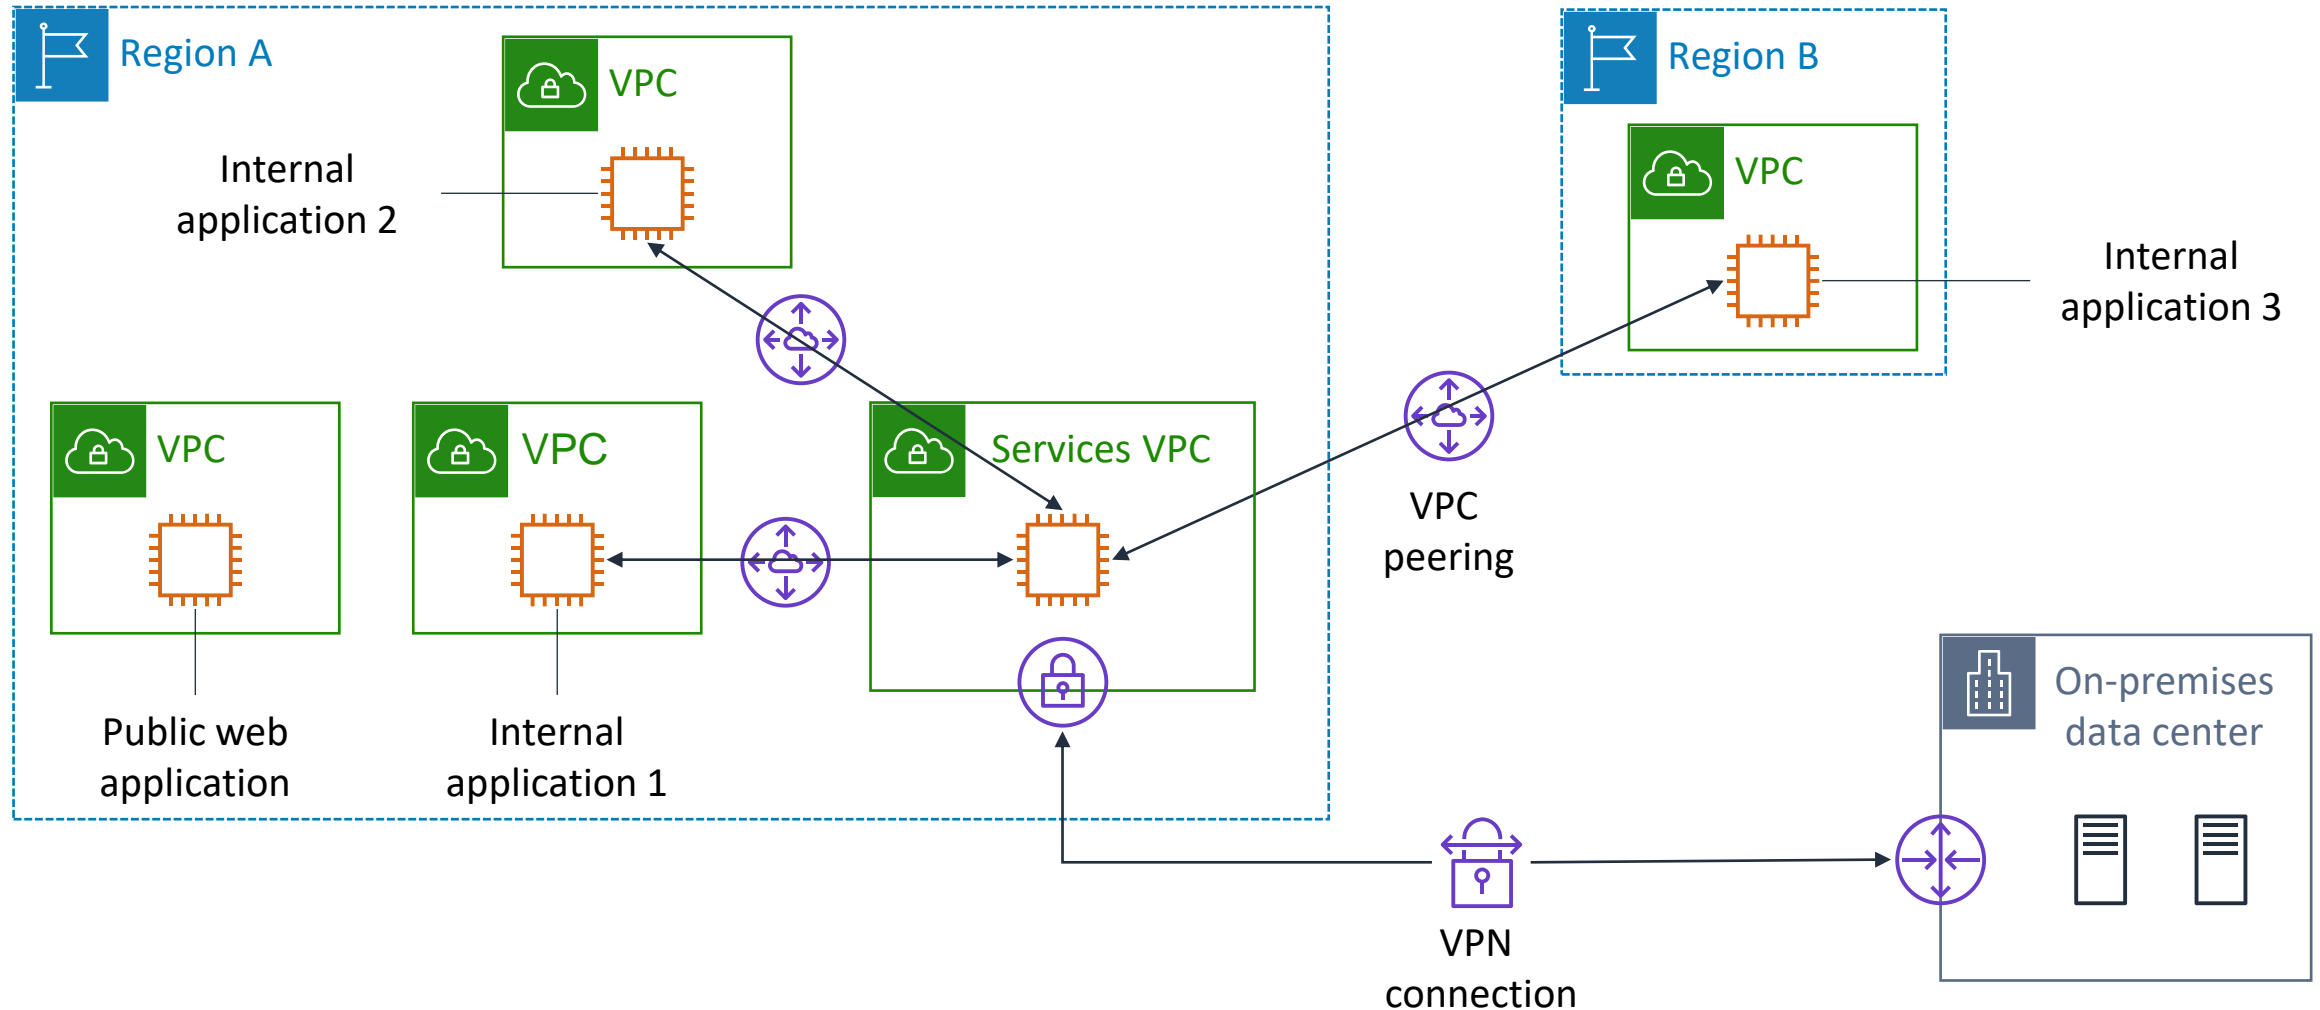 Region A
VPC
Internal
application 2
Region B
VPC
Internal
application 3
VPC
VPC
Services VPC
VPC
peering
Public web
application
Internal
application 1
On-premises
data center
VPN
connection